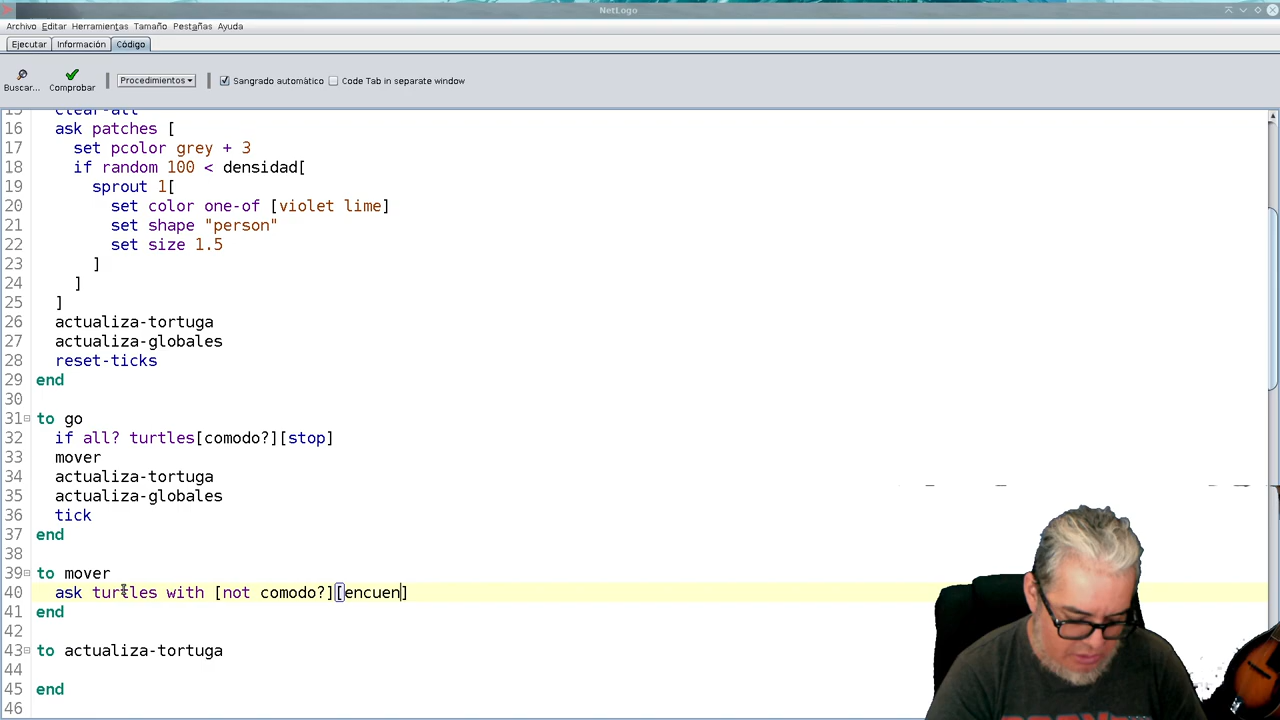 NetLogo
Archivo Editar Herramientas Tamaño Pestañas Ayuda
Ejecutar Información Código
Buscar... Comprobar Procedimientos Sangrado automático Code Tab in separate window
15 clear-all
16 ask patches [
17 set pcolor grey + 3
18 if random 100 < densidad[
19 sprout 1[
20 set color one-of [violet lime]
21 set shape "person"
22 set size 1.5
23 ]
24 ]
25 ]
26 actualiza-tortuga
27 actualiza-globales
28 reset-ticks
29 end
30
31 to go
32 if all? turtles[comodo?][stop]
33 mover
34 actualiza-tortuga
35 actualiza-globales
36 tick
37 end
38
39 to mover
40 ask turtles with [not comodo?][encuen]
41 end
42
43 to actualiza-tortuga
44
45 end
46